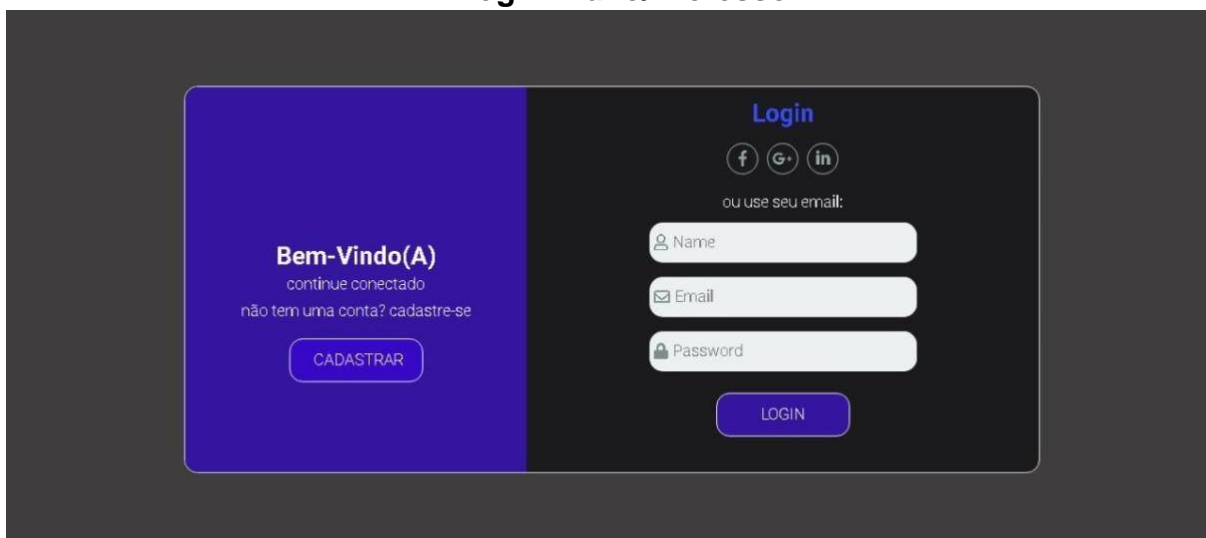 Bem-Vindo(A)
continue conectado
não tem uma conta? cadastre-se
CADASTRAR
Login
f G+ in
ou use seu email:
Name
Email
Password
LOGIN